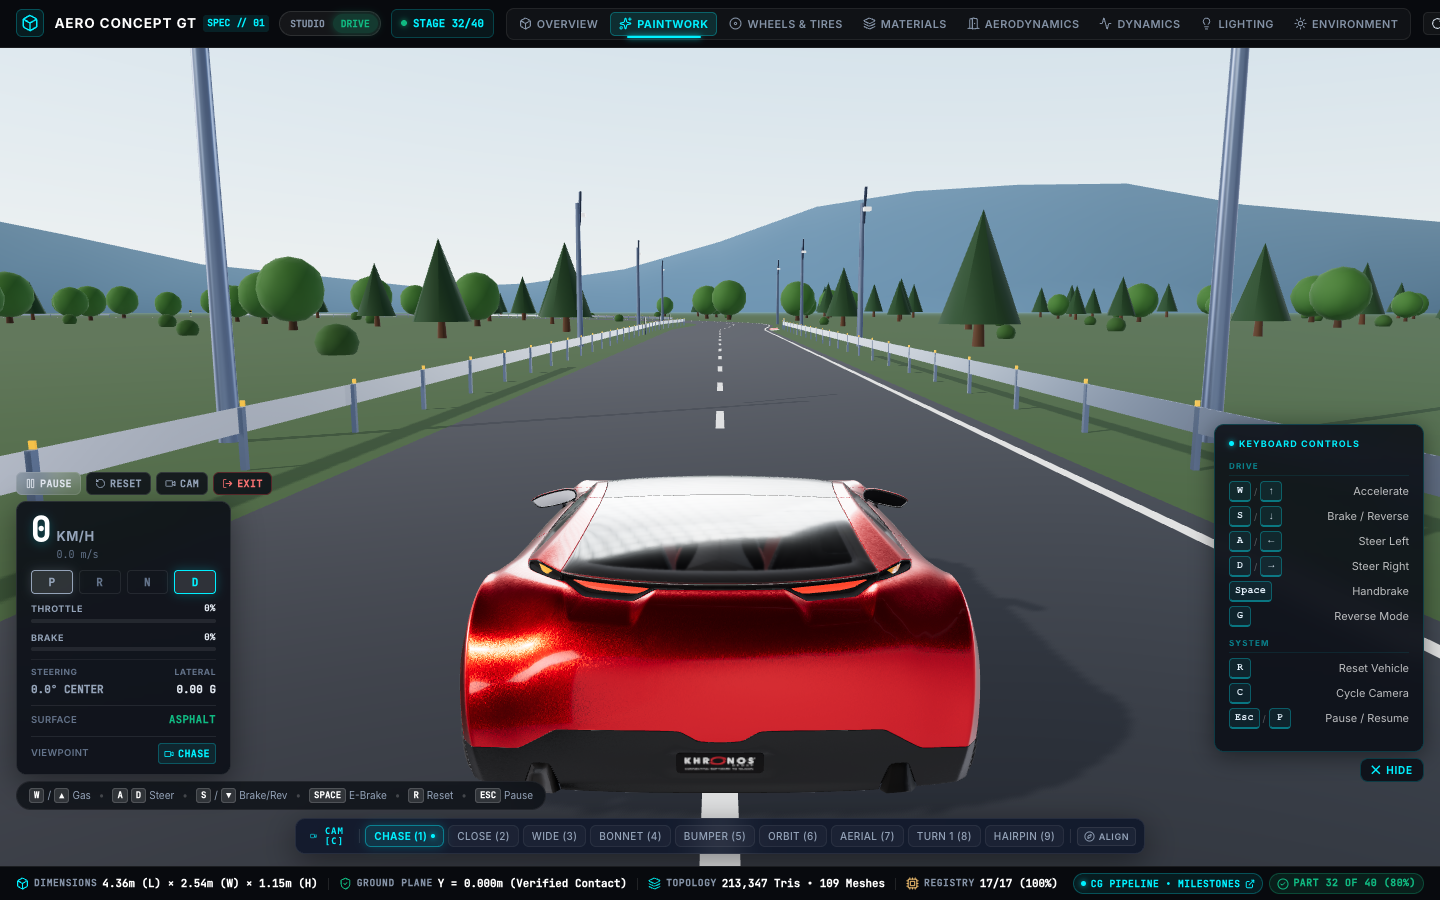 AERO CONCEPT GT SPEC // 01 STUDIO DRIVE STAGE 32/40 OVERVIEW PAINTWORK WHEELS & TIRES MATERIALS AERODYNAMICS DYNAMICS LIGHTING ENVIRONMENT
KEYBOARD CONTROLS
DRIVE
W / ↑ Accelerate
S / ↓ Brake / Reverse
A / ← Steer Left
D / → Steer Right
Space Handbrake
G Reverse Mode
SYSTEM
R Reset Vehicle
C Cycle Camera
Esc / P Pause / Resume
HIDE
PAUSE RESET CAM EXIT
0 KM/H
0.0 m/s
P R N D
THROTTLE 0%
BRAKE 0%
STEERING LATERAL
0.0° CENTER 0.00 G
SURFACE ASPHALT
VIEWPOINT CHASE
KHRONOS
W / ▲ Gas • A D Steer • S / ▼ Brake/Rev • SPACE E-Brake • R Reset • ESC Pause
CAM [C] CHASE (1) CLOSE (2) WIDE (3) BONNET (4) BUMPER (5) ORBIT (6) AERIAL (7) TURN 1 (8) HAIRPIN (9) ALIGN
DIMENSIONS 4.36m (L) × 2.54m (W) × 1.15m (H) GROUND PLANE Y = 0.000m (Verified Contact) TOPOLOGY 213,347 Tris • 109 Meshes REGISTRY 17/17 (100%) CG PIPELINE • MILESTONES PART 32 OF 40 (80%)